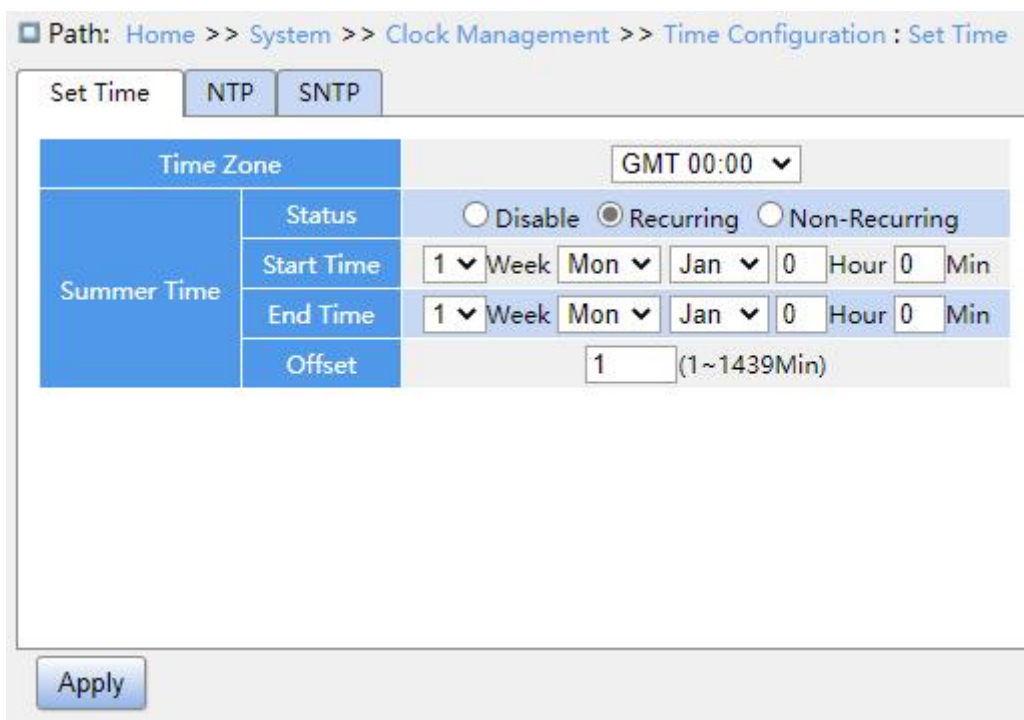 Path: Home >> System >> Clock Management >> Time Configuration : Set Time
Set Time NTP SNTP
Time Zone GMT 00:00
Summer Time
Status Disable Recurring Non-Recurring
Start Time 1 Week Mon Jan 0 Hour 0 Min
End Time 1 Week Mon Jan 0 Hour 0 Min
Offset 1 (1~1439Min)
Apply